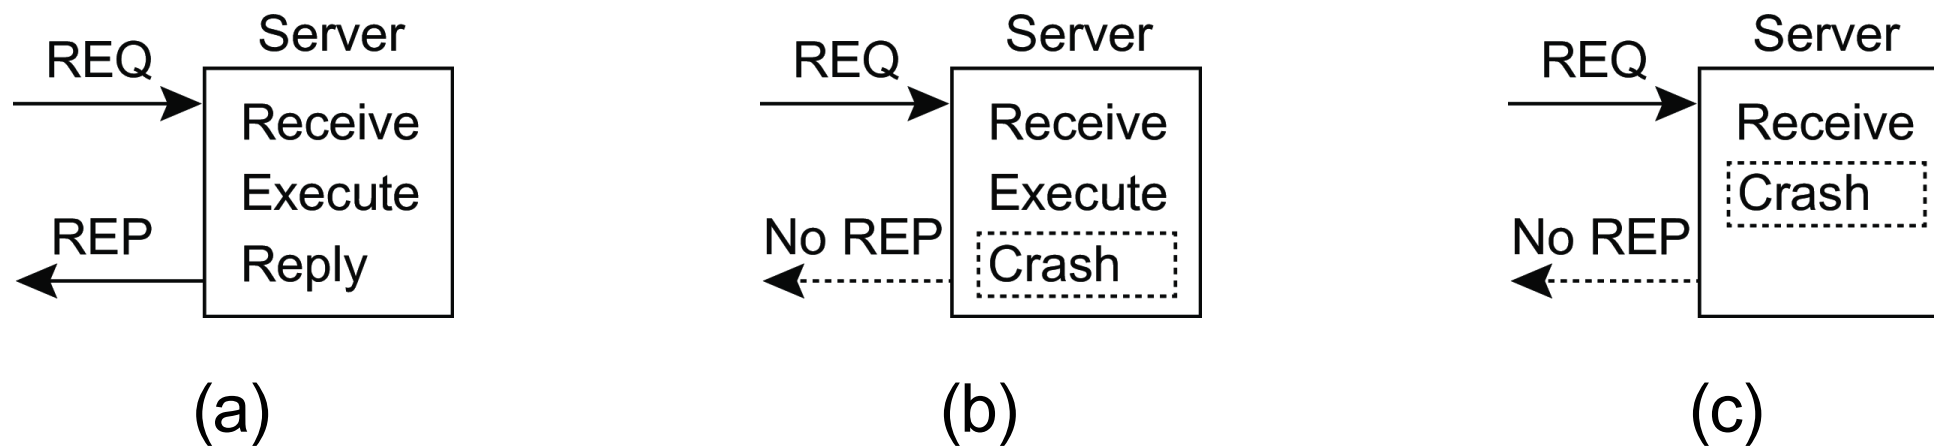 Server
REQ
Receive
Execute
REP
Reply
(a)
Server
REQ
Receive
Execute
No REP
Crash
(b)
Server
REQ
Receive
Crash
No REP
(c)